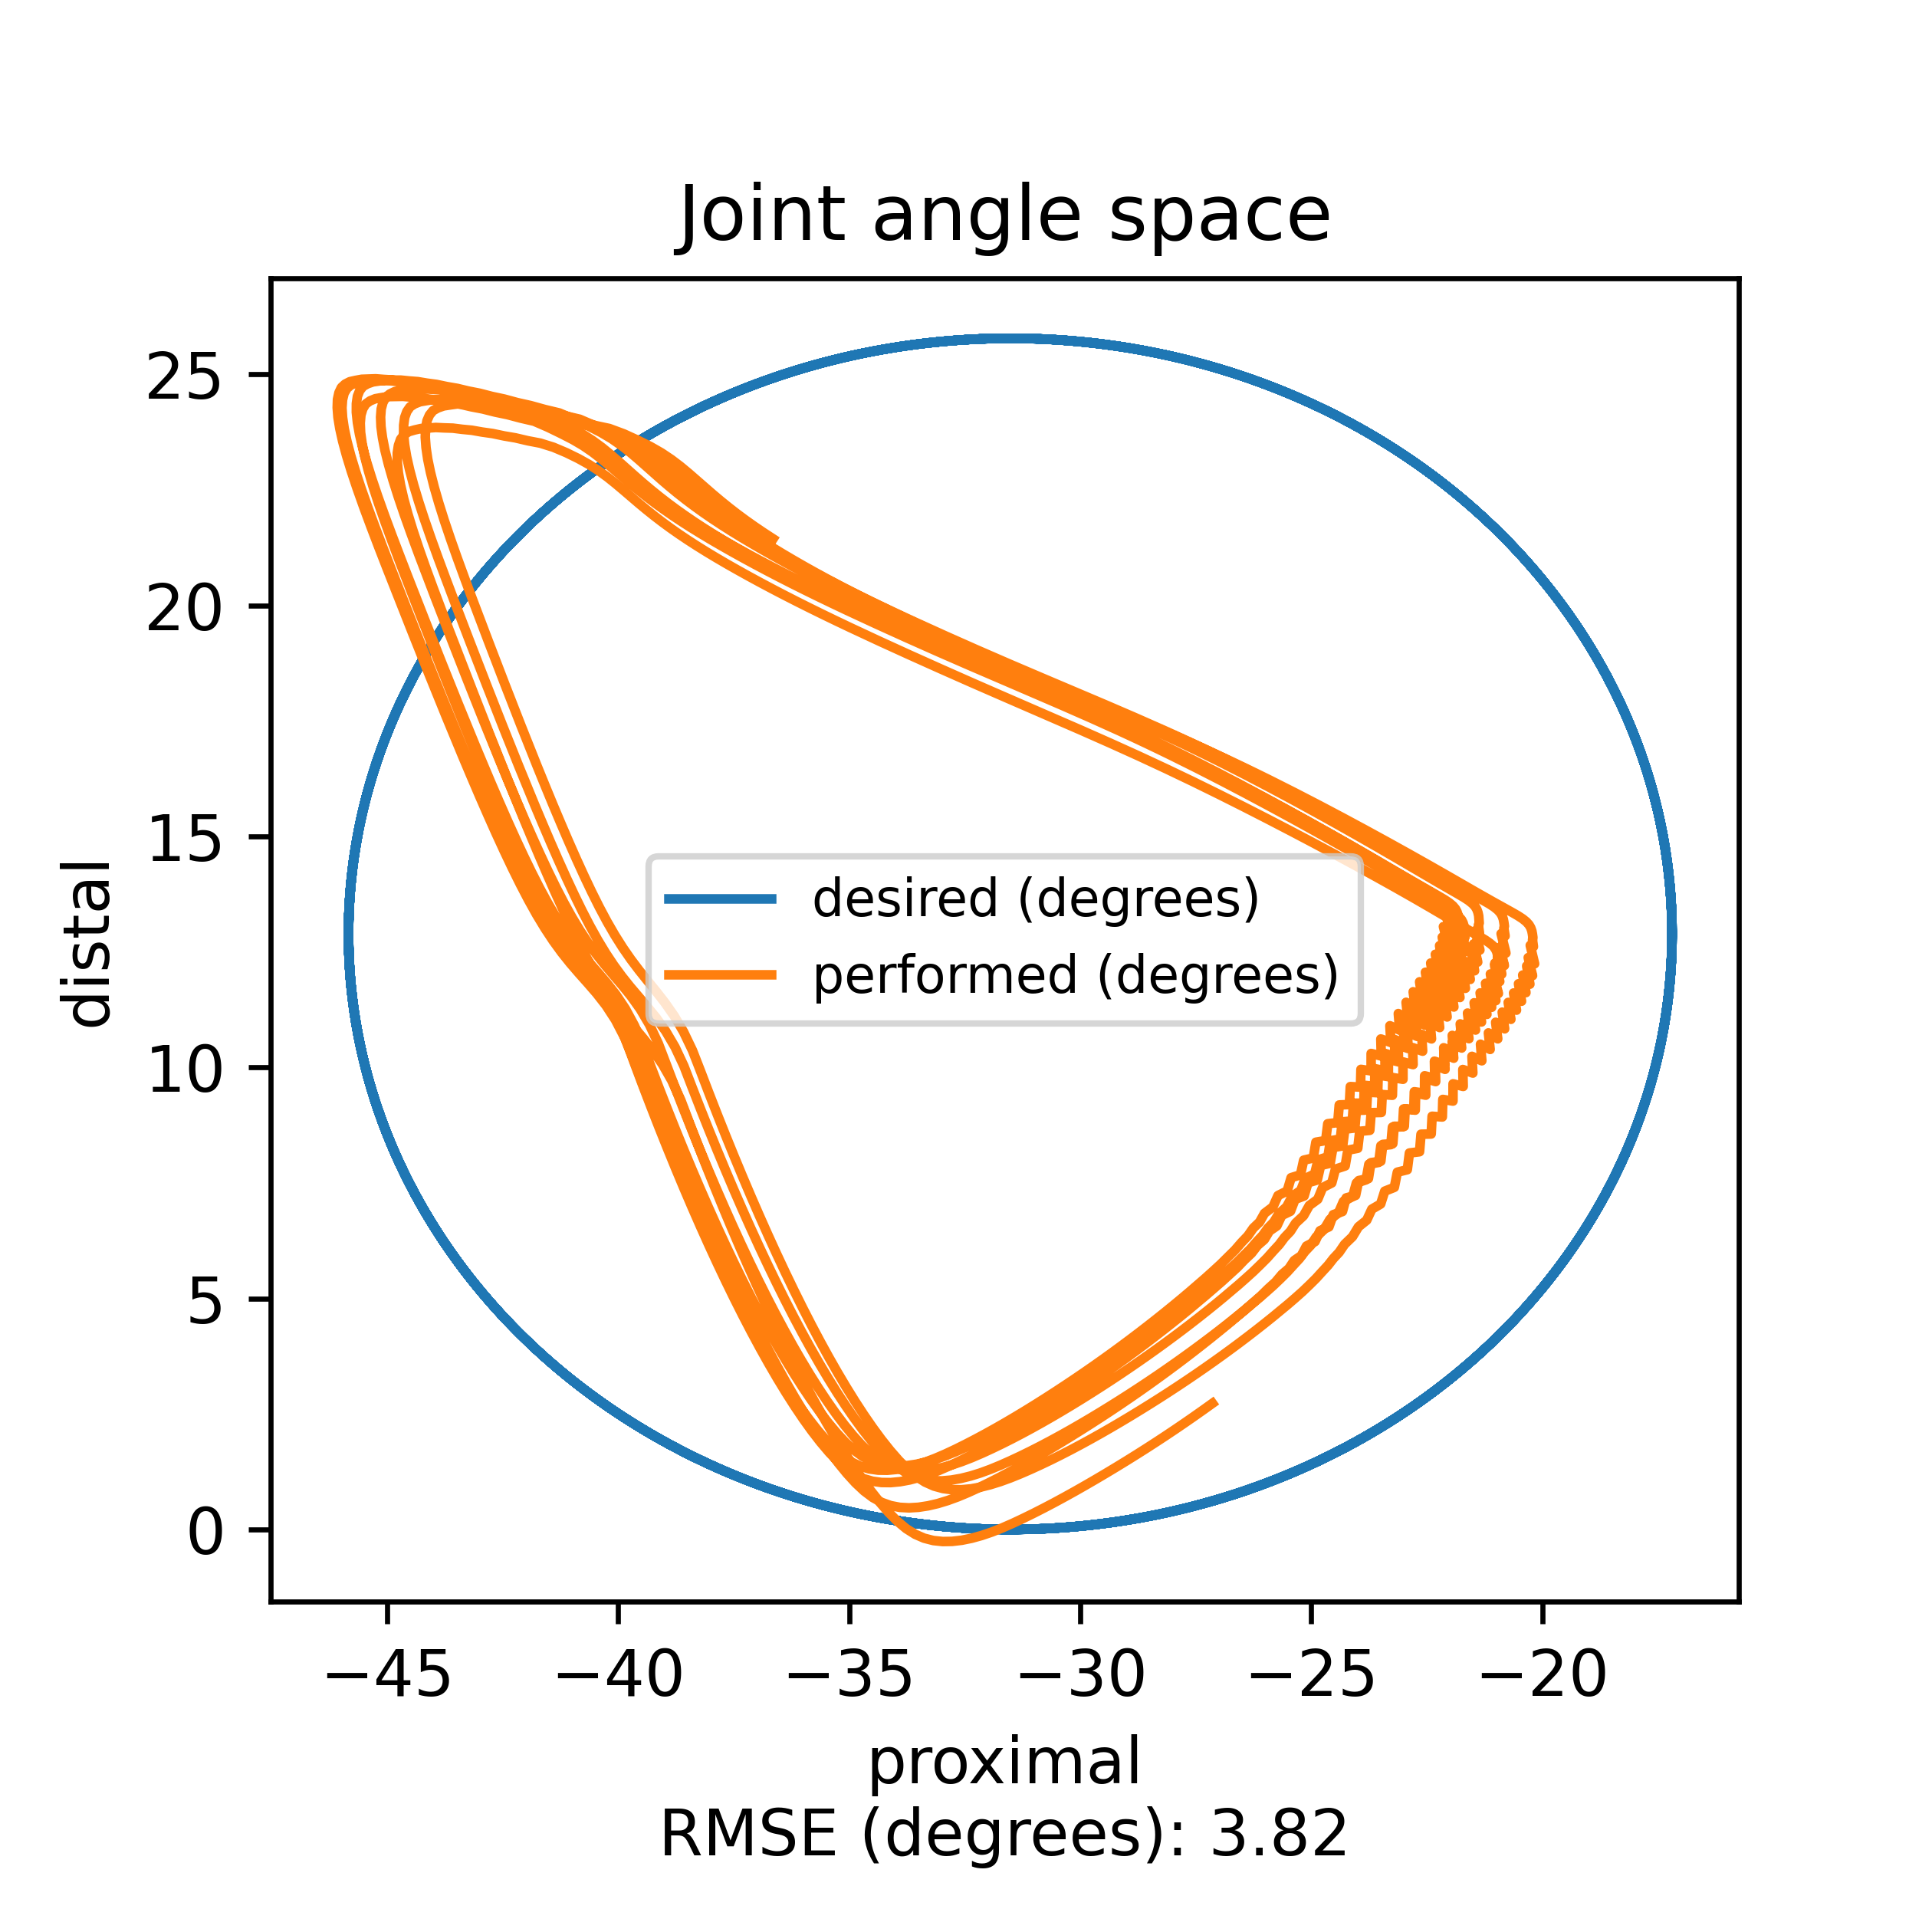 Joint angle space
25
20
15
10
5
0
distal
desired (degrees)
performed (degrees)
−45
−40
−35
−30
−25
−20
proximal
RMSE (degrees): 3.82